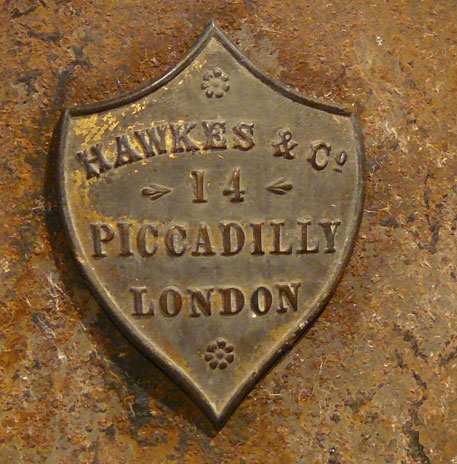 HAWKES & Co.
14
PICCADILLY
LONDON